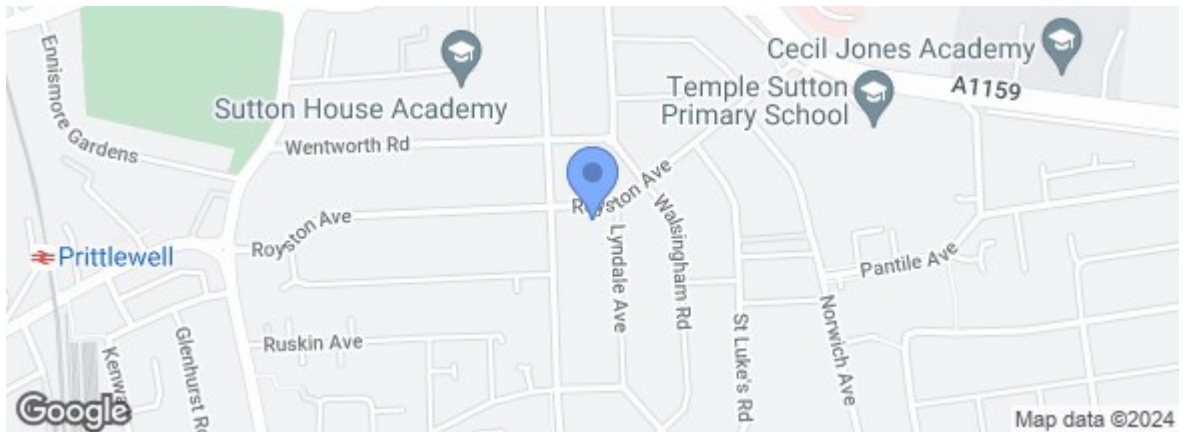 Ennismore Gardens
Sutton House Academy
Cecil Jones Academy
Temple Sutton
Primary School
A1159
Wentworth Rd
Royston Ave
Royston Ave
Walsingham Rd
Lyndale Ave
Prittlewell
Pantile Ave
Norwich Ave
St Luke's Rd
Ruskin Ave
Glenhurst Ro
Kenwa
Google
Map data ©2024